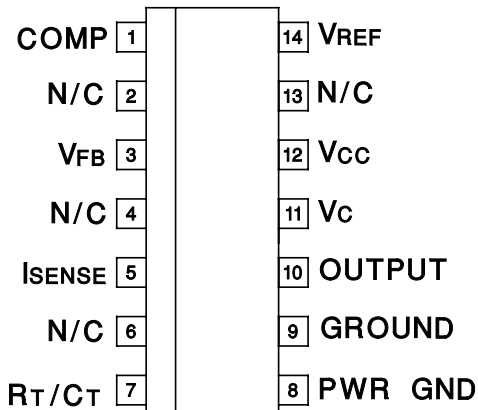 COMP 1 14 VREF
N/C 2 13 N/C
VFB 3 12 VCC
N/C 4 11 VC
ISENSE 5 10 OUTPUT
N/C 6 9 GROUND
RT/CT 7 8 PWR GND